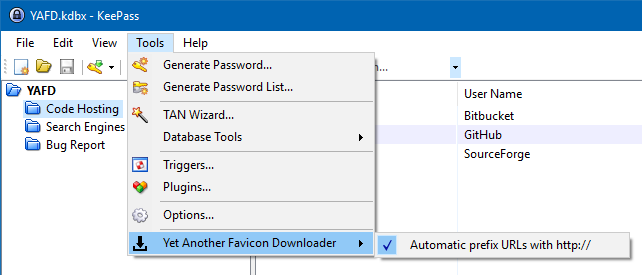 YAFD.kdbx - KeePass
File Edit View Tools Help
YAFD
Code Hosting
Search Engines
Bug Report
Generate Password...
Generate Password List...
TAN Wizard...
Database Tools
Triggers...
Plugins...
Options...
Yet Another Favicon Downloader
Automatic prefix URLs with http://
User Name
Bitbucket
GitHub
SourceForge